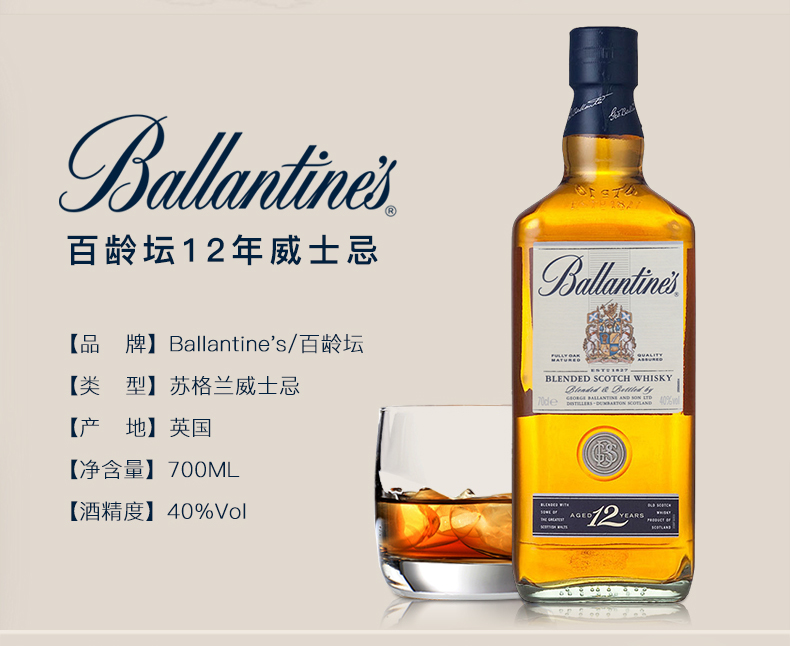 Ballantine's®
百龄坛12年威士忌
【品 牌】Ballantine's/百龄坛
【类 型】苏格兰威士忌
【产 地】英国
【净含量】700ML
【酒精度】40%Vol
Ballantine's
FULLY OAK MATURED
QUALITY ASSURED
ESTD 1827
BLENDED SCOTCH WHISKY
Blended & Bottled by
70cl e
GEORGE BALLANTINE AND SON LTD
40%vol
DISTILLERS · DUMBARTON SCOTLAND
BLENDED WITH
SOME OF
THE GREATEST
SCOTTISH MALTS
AGED 12 YEARS
OLD SCOTCH
WHISKY
PRODUCT OF
SCOTLAND